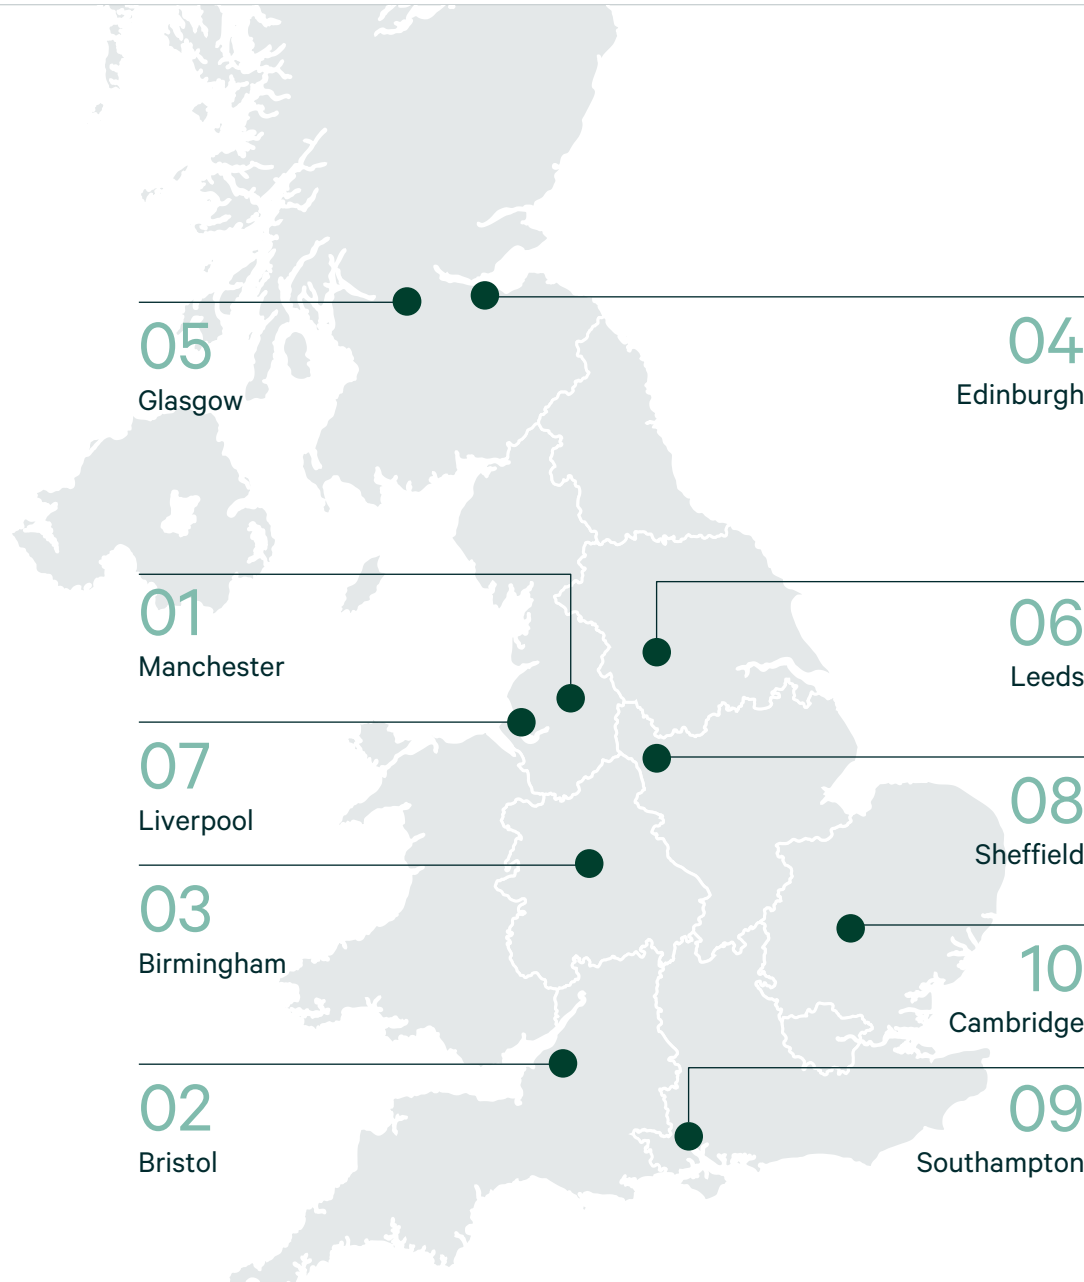 05
Glasgow
04
Edinburgh
01
Manchester
06
Leeds
07
Liverpool
08
Sheffield
03
Birmingham
10
Cambridge
02
Bristol
09
Southampton